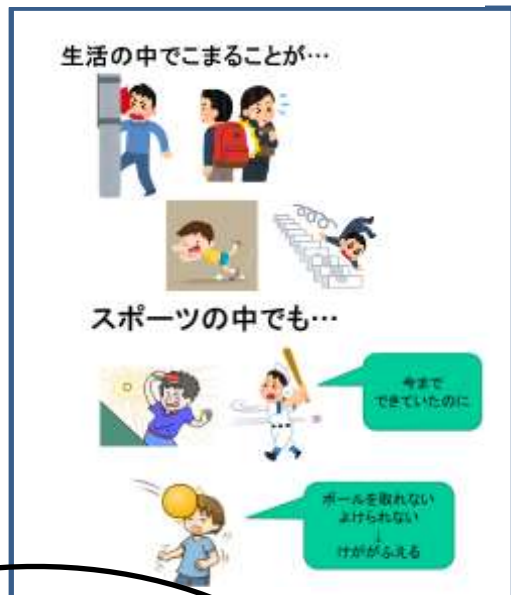 生活の中でこまることが…
スポーツの中でも…
今まで
できていたのに
ボールを取れない
よけられない
↓
けががふえる